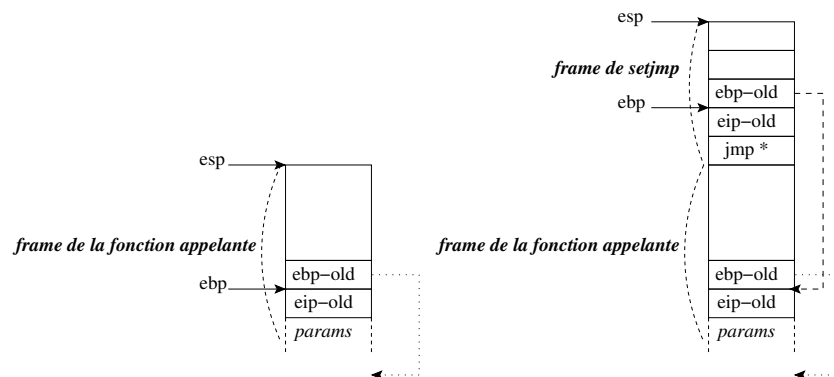 esp
frame de la fonction appelante
ebp−old
ebp
eip−old
params
esp
frame de setjmp
ebp−old
ebp
eip−old
jmp *
frame de la fonction appelante
ebp−old
eip−old
params